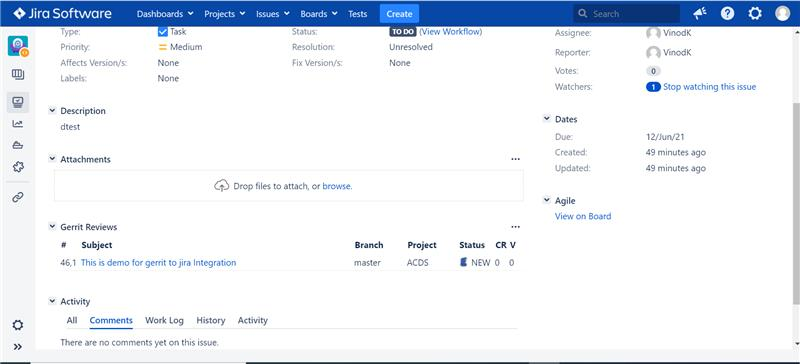 Jira Software Dashboards Projects Issues Boards Tests Create Search
Type: Task Status: TO DO (View Workflow)
Priority: Medium Resolution: Unresolved
Affects Version/s: None Fix Version/s: None
Labels: None
Assignee: VinodK
Reporter: VinodK
Votes: 0
Watchers: 1 Stop watching this issue
Description
dtest
Dates
Due: 12/Jun/21
Created: 49 minutes ago
Updated: 49 minutes ago
Attachments
Drop files to attach, or browse.
Agile
View on Board
Gerrit Reviews
# Subject Branch Project Status CR V
46,1 This is demo for gerrit to jira Integration master ACDS NEW 0 0
Activity
All Comments Work Log History Activity
There are no comments yet on this issue.